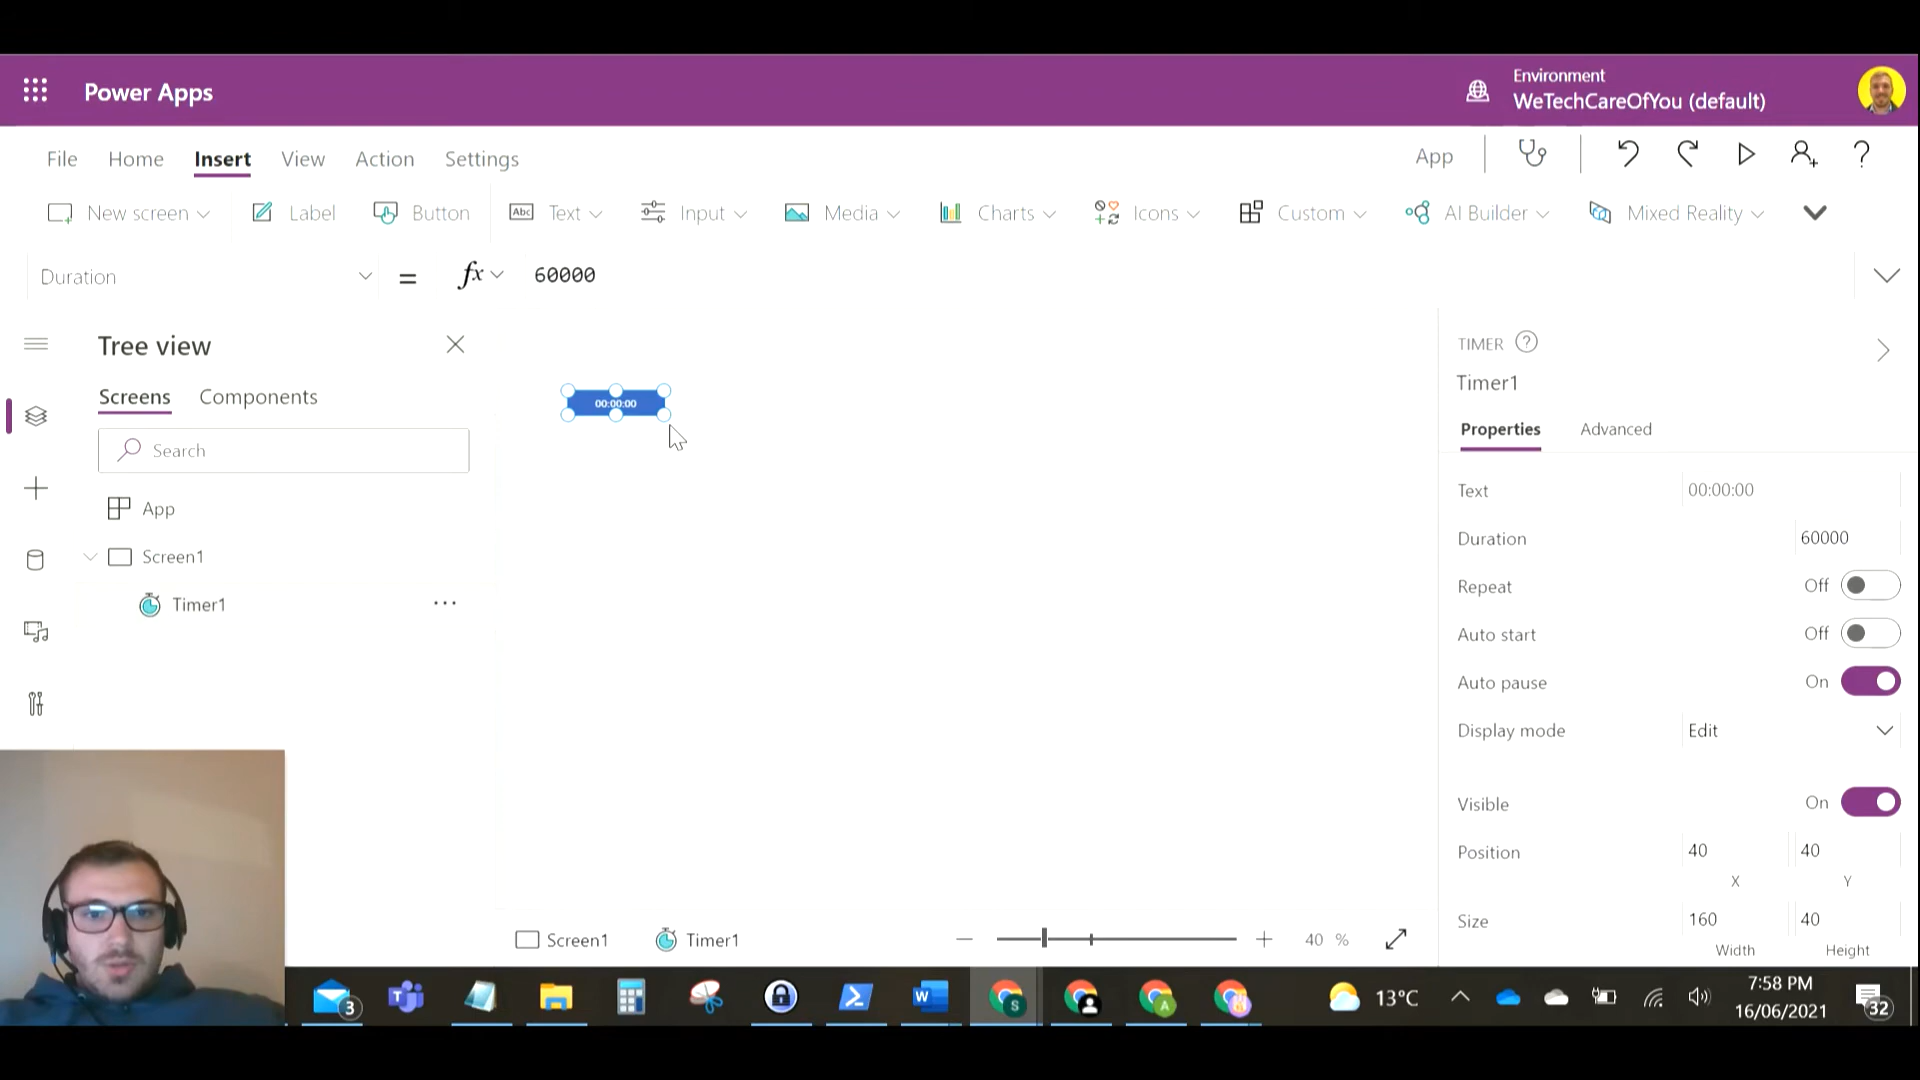 Power Apps
Environment
WeTechCareOfYou (default)
File Home Insert View Action Settings
App
New screen Label Button Text Input Media Charts Icons Custom AI Builder Mixed Reality
Abc
Duration = fx 60000
Tree view
Screens Components
Search
App
Screen1
Timer1
00:00:00
TIMER
Timer1
Properties Advanced
Text 00:00:00
Duration 60000
Repeat Off
Auto start Off
Auto pause On
Display mode Edit
Visible On
Position 40 40
X Y
Size 160 40
Width Height
Screen1 Timer1 40 %
3
S
A
13°C
7:58 PM
16/06/2021
32